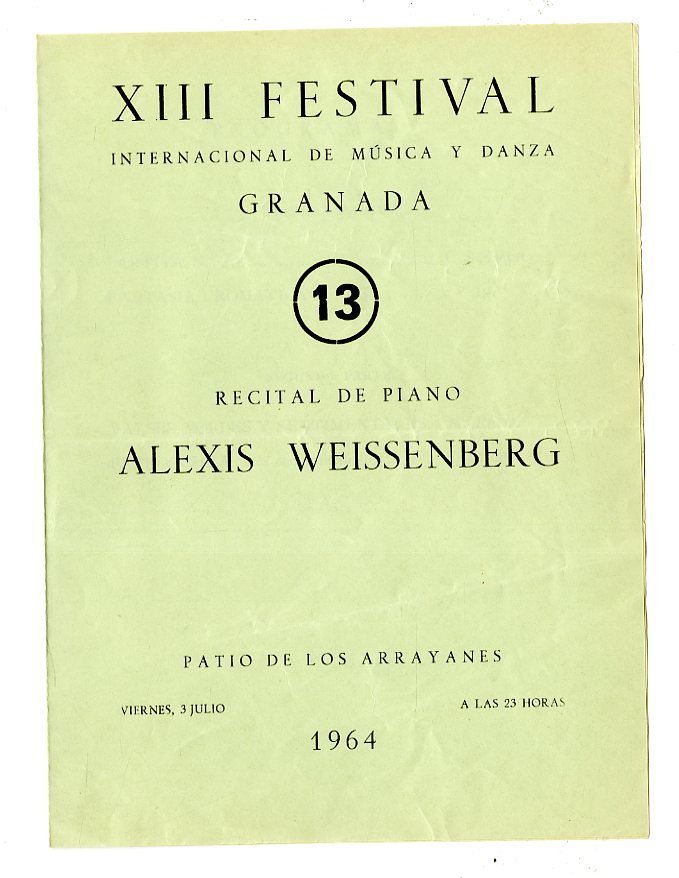 XIII FESTIVAL
INTERNACIONAL DE MÚSICA Y DANZA
GRANADA
13
RECITAL DE PIANO
ALEXIS WEISSENBERG
PATIO DE LOS ARRAYANES
VIERNES, 3 JULIO
A LAS 23 HORAS
1964